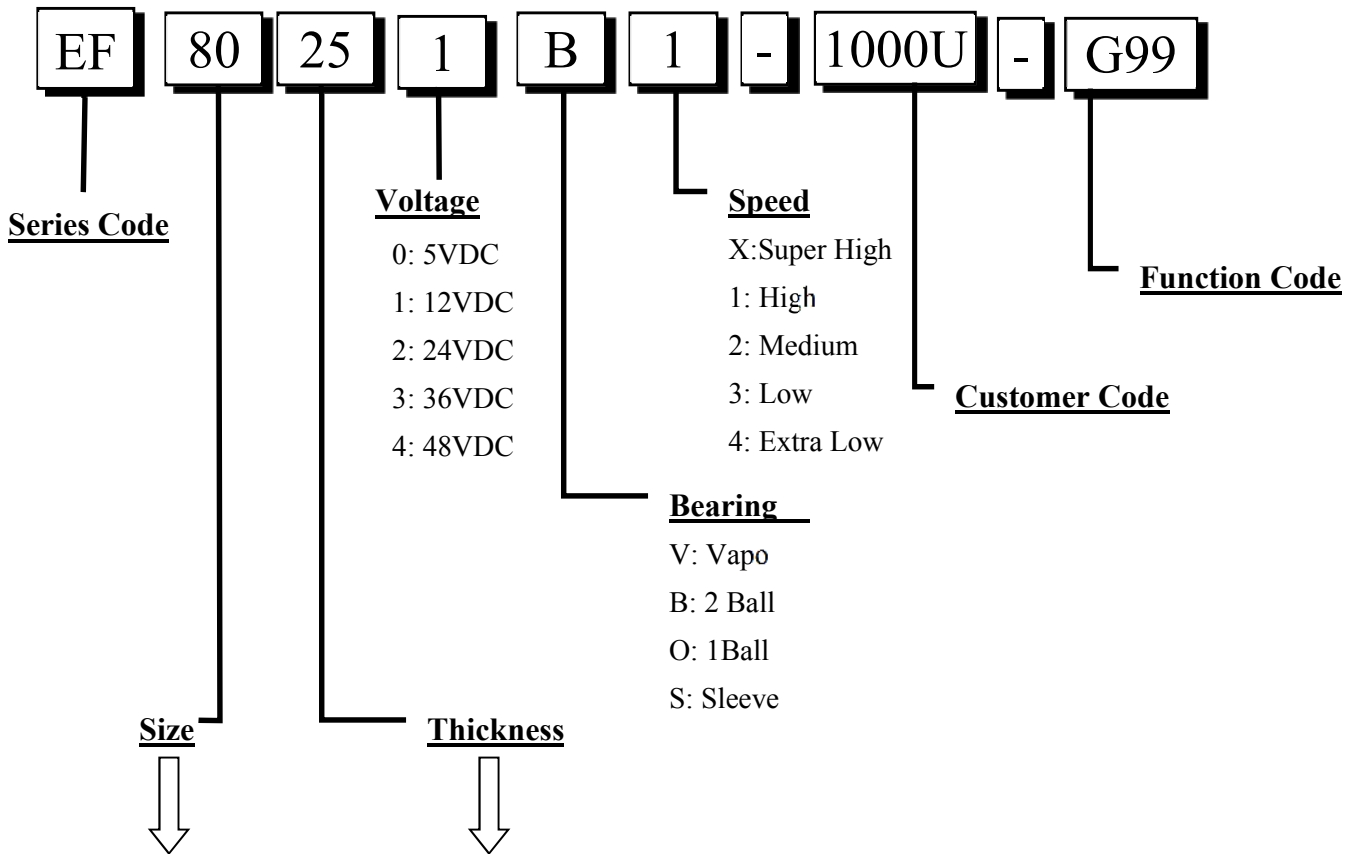 EF 80 25 1 B 1 - 1000U - G99
Series Code
Voltage
0: 5VDC
1: 12VDC
2: 24VDC
3: 36VDC
4: 48VDC
Speed
X:Super High
1: High
2: Medium
3: Low
4: Extra Low
Function Code
Customer Code
Bearing
V: Vapo
B: 2 Ball
O: 1Ball
S: Sleeve
Size
Thickness